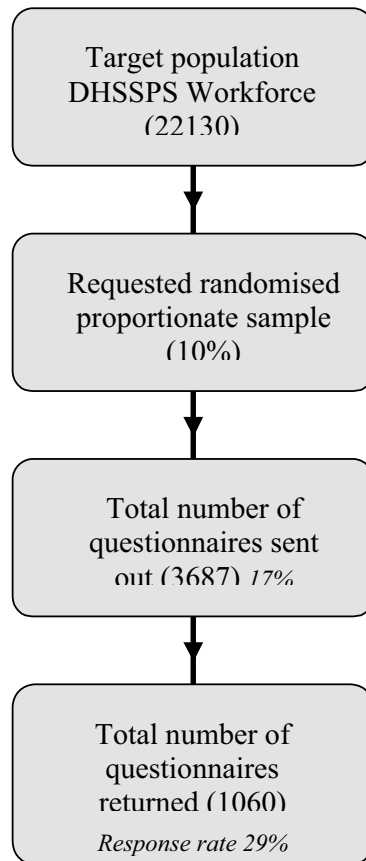 Target population
DHSSPS Workforce
(22130)
Requested randomised
proportionate sample
(10%)
Total number of
questionnaires sent
out (3687) 17%
Total number of
questionnaires
returned (1060)
Response rate 29%